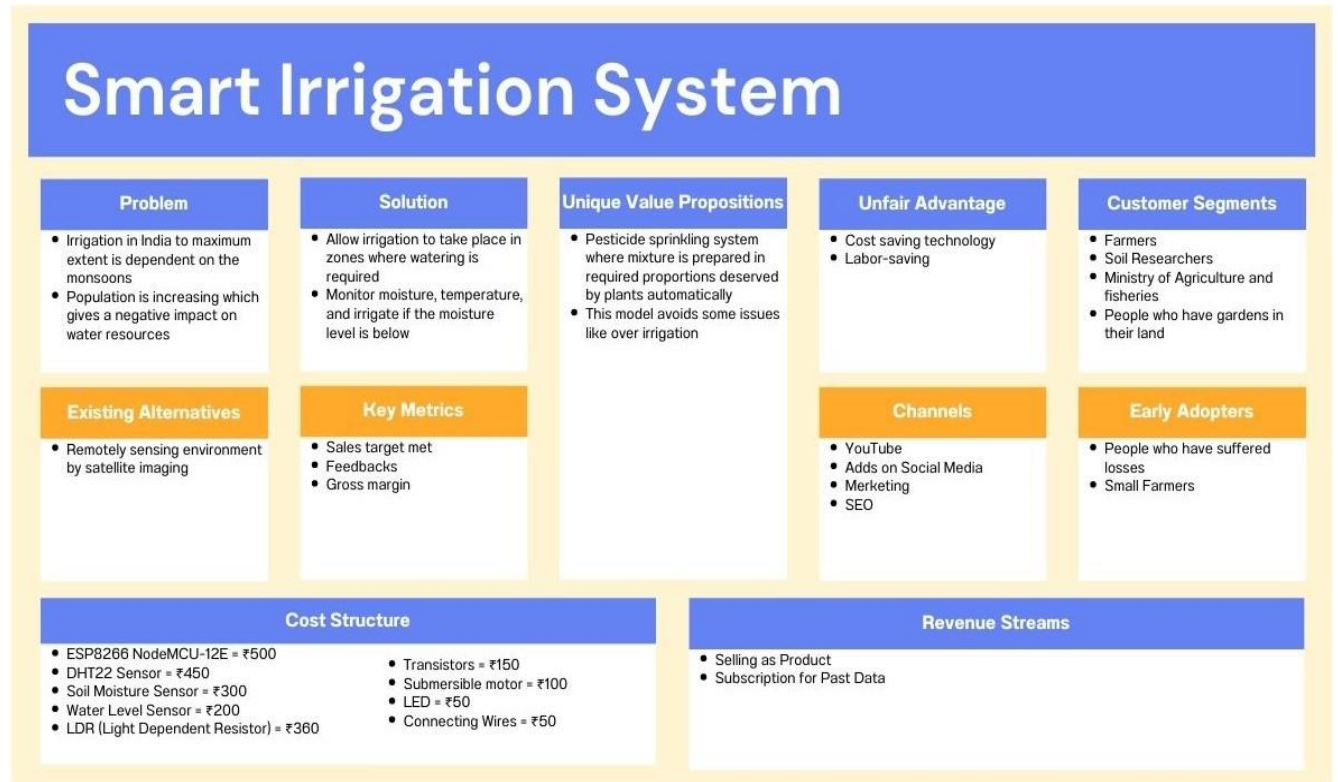 Smart Irrigation System
Problem
• Irrigation in India to maximum
extent is dependent on the
monsoons
• Population is increasing which
gives a negative impact on
water resources
Solution
• Allow irrigation to take place in
zones where watering is
required
• Monitor moisture, temperature,
and irrigate if the moisture
level is below
Unique Value Propositions
• Pesticide sprinkling system
where mixture is prepared in
required proportions deserved
by plants automatically
• This model avoids some issues
like over irrigation
Unfair Advantage
• Cost saving technology
• Labor-saving
Customer Segments
• Farmers
• Soil Researchers
• Ministry of Agriculture and
fisheries
• People who have gardens in
their land
Existing Alternatives
• Remotely sensing environment
by satellite imaging
Key Metrics
• Sales target met
• Feedbacks
• Gross margin
Channels
• YouTube
• Adds on Social Media
• Merketing
• SEO
Early Adopters
• People who have suffered
losses
• Small Farmers
Cost Structure
• ESP8266 NodeMCU-12E = ₹500
• DHT22 Sensor = ₹450
• Soil Moisture Sensor = ₹300
• Water Level Sensor = ₹200
• LDR (Light Dependent Resistor) = ₹360
• Transistors = ₹150
• Submersible motor = ₹100
• LED = ₹50
• Connecting Wires = ₹50
Revenue Streams
• Selling as Product
• Subscription for Past Data